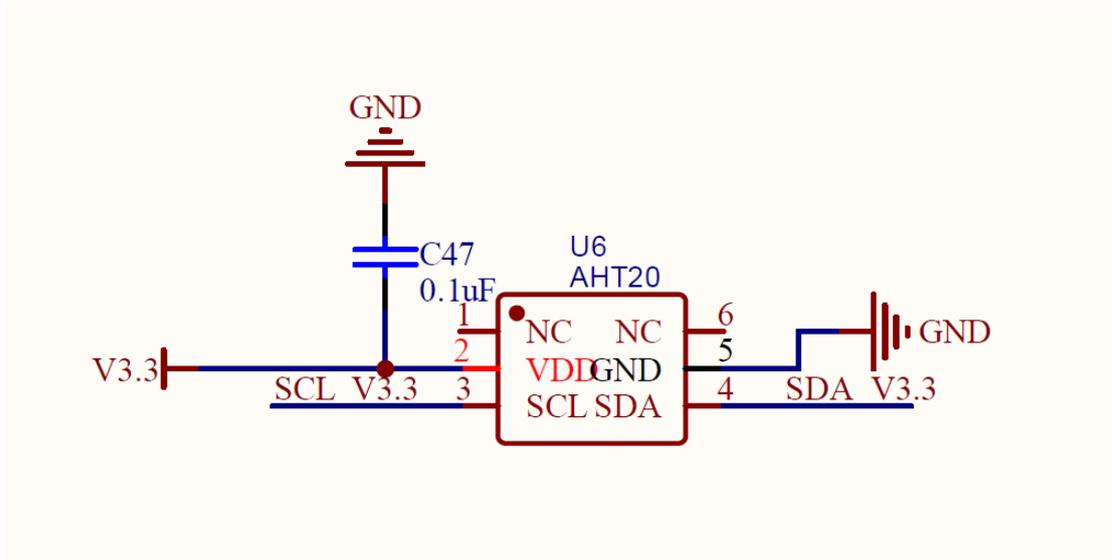 GND
C47
0.1uF
U6
AHT20
1
NC
NC
6
V3.3
2
VDD
GND
5
GND
SCL V3.3
3
SCL
SDA
4
SDA V3.3